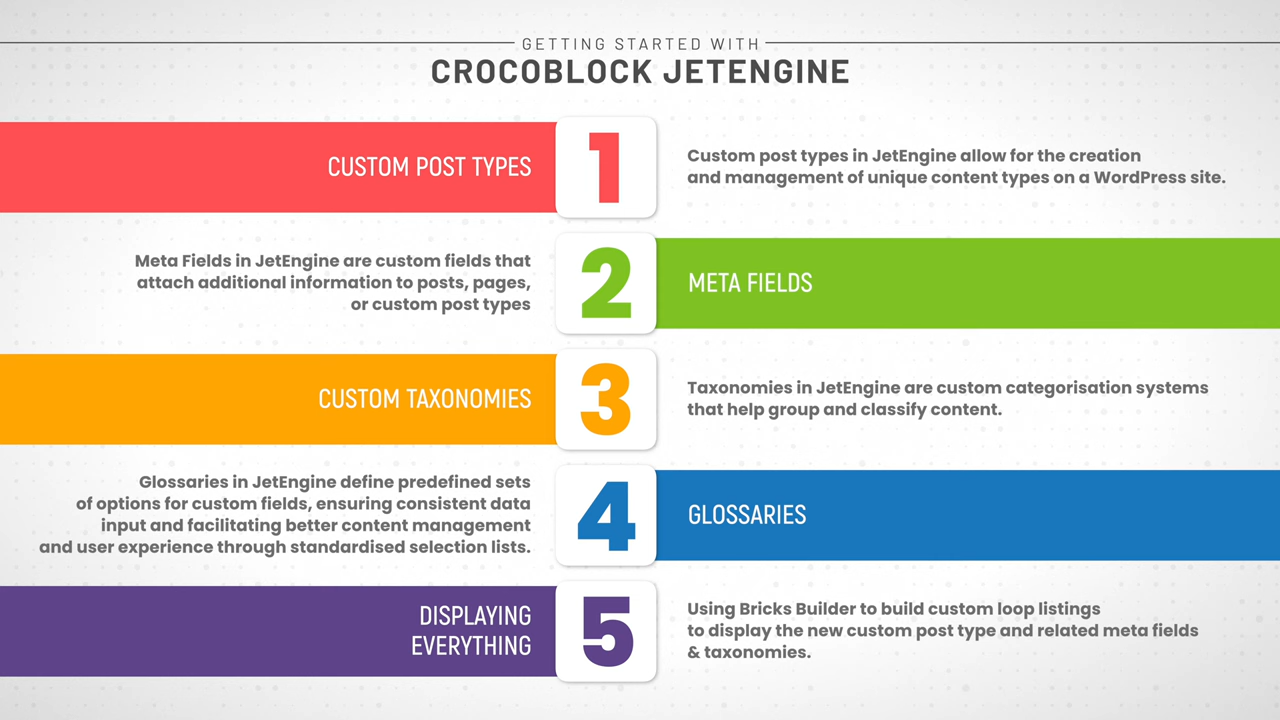 GETTING STARTED WITH
CROCOBLOCK JETENGINE
CUSTOM POST TYPES
1
Custom post types in JetEngine allow for the creation
and management of unique content types on a WordPress site.
Meta Fields in JetEngine are custom fields that
attach additional information to posts, pages,
or custom post types
2
META FIELDS
CUSTOM TAXONOMIES
3
Taxonomies in JetEngine are custom categorisation systems
that help group and classify content.
Glossaries in JetEngine define predefined sets
of options for custom fields, ensuring consistent data
input and facilitating better content management
and user experience through standardised selection lists.
4
GLOSSARIES
DISPLAYING
EVERYTHING
5
Using Bricks Builder to build custom loop listings
to display the new custom post type and related meta fields
& taxonomies.